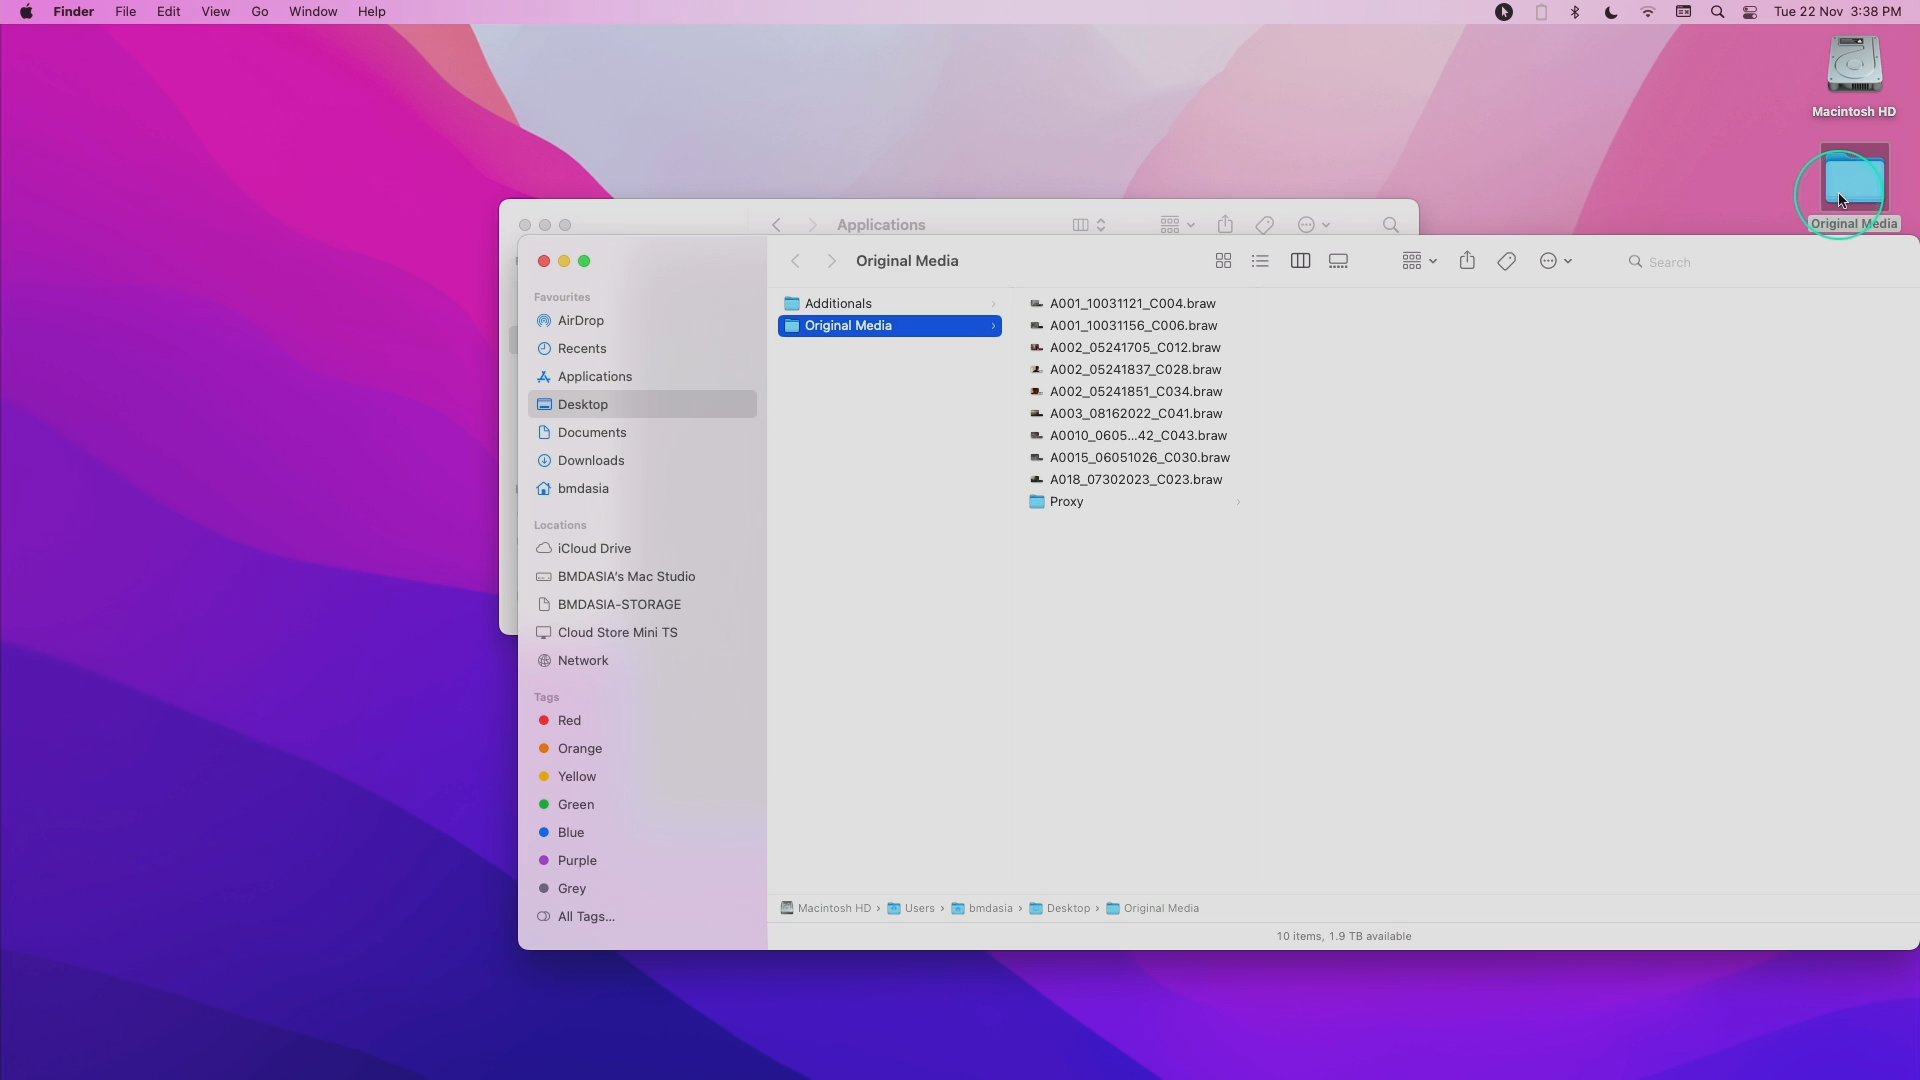 Finder File Edit View Go Window Help
Tue 22 Nov 3:38 PM
Macintosh HD
Original Media
Applications
Original Media
Search
Favourites
AirDrop
Recents
Applications
Desktop
Documents
Downloads
bmdasia
Locations
iCloud Drive
BMDASIA's Mac Studio
BMDASIA-STORAGE
Cloud Store Mini TS
Network
Tags
Red
Orange
Yellow
Green
Blue
Purple
Grey
All Tags...
Additionals
Original Media
A001_10031121_C004.braw
A001_10031156_C006.braw
A002_05241705_C012.braw
A002_05241837_C028.braw
A002_05241851_C034.braw
A003_08162022_C041.braw
A0010_0605...42_C043.braw
A0015_06051026_C030.braw
A018_07302023_C023.braw
Proxy
Macintosh HD › Users › bmdasia › Desktop › Original Media
10 items, 1.9 TB available